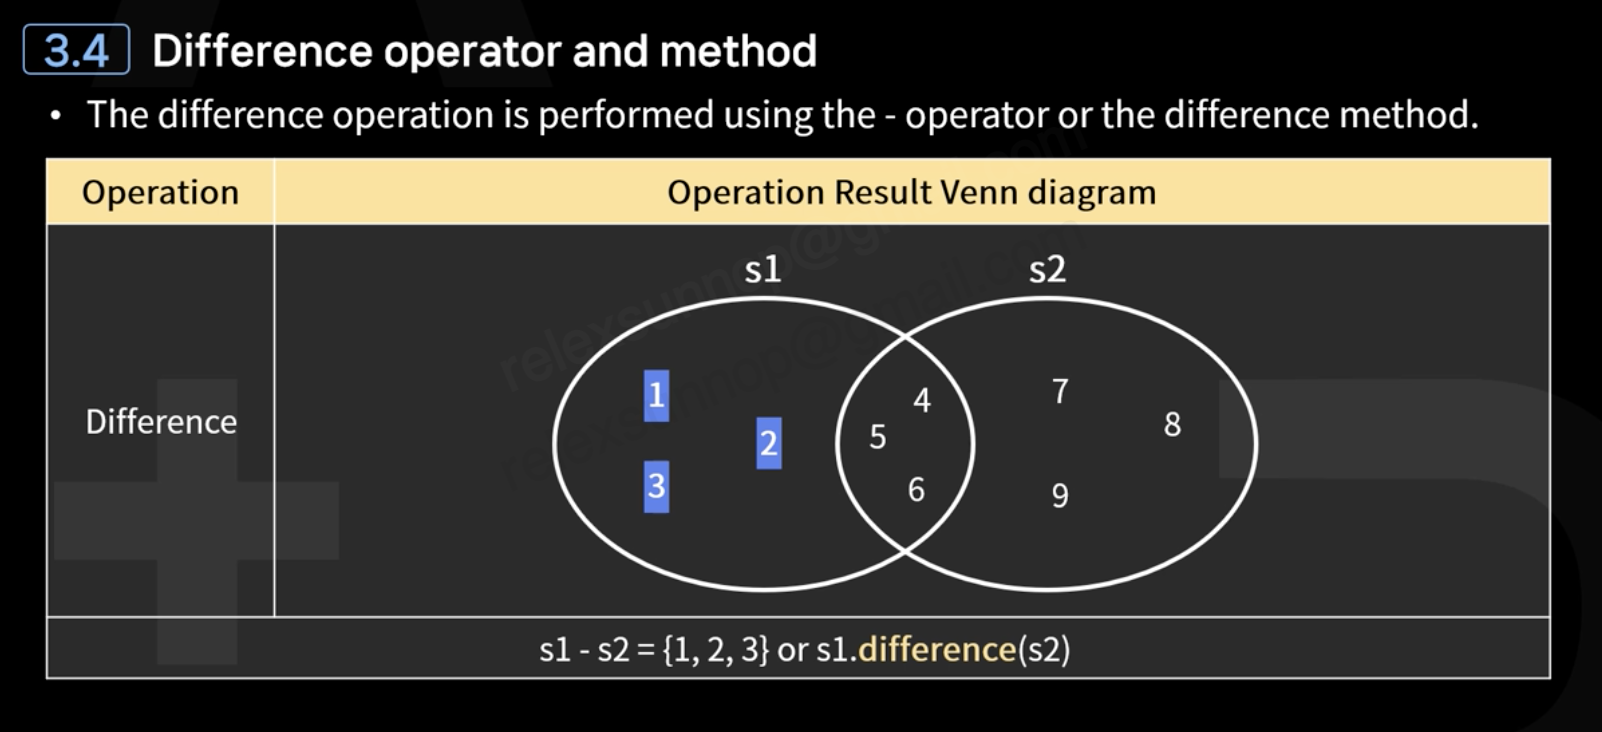 3.4 Difference operator and method
• The difference operation is performed using the - operator or the difference method.
Operation
Operation Result Venn diagram
Difference
s1
s2
1
2
3
4
5
6
7
8
9
s1 - s2 = {1, 2, 3} or s1.difference(s2)
relexsunnop@gmail.com